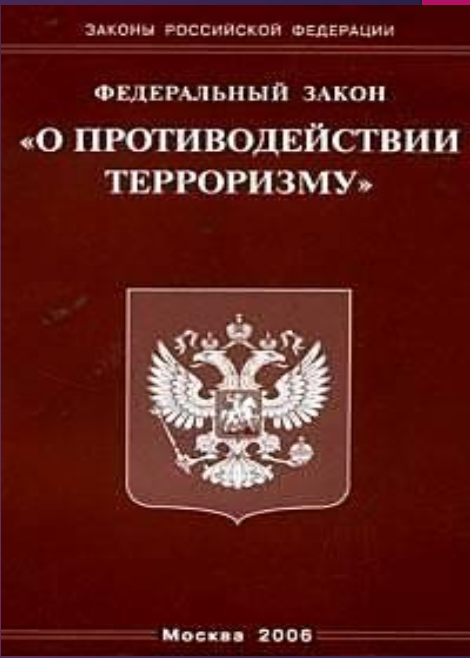 ЗАКОНЫ РОССИЙСКОЙ ФЕДЕРАЦИИ
ФЕДЕРАЛЬНЫЙ ЗАКОН
«О ПРОТИВОДЕЙСТВИИ
ТЕРРОРИЗМУ»
Москва 2006